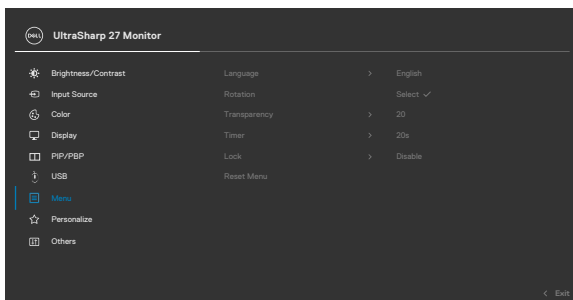 DELL UltraSharp 27 Monitor
Brightness/Contrast Language > English
Input Source Rotation Select ✓
Color Transparency > 20
Display Timer > 20s
PIP/PBP Lock > Disable
USB Reset Menu
Menu
Personalize
Others
< Exit